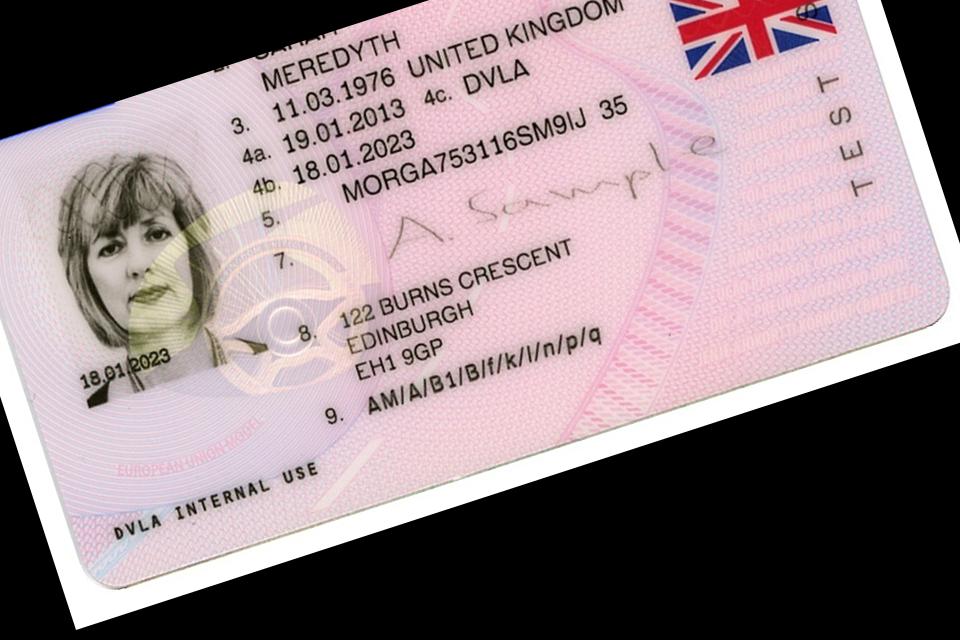 SARAH
MEREDYTH
3. 11.03.1976 UNITED KINGDOM
4a. 19.01.2013 4c. DVLA
4b. 18.01.2023
5. MORGA753116SM9IJ 35
7. A. Sample
8. 122 BURNS CRESCENT
EDINBURGH
EH1 9GP
9. AM/A/B1/B/f/k/l/n/p/q
18.01.2023
EUROPEAN UNION MODEL
DVLA INTERNAL USE
TEST